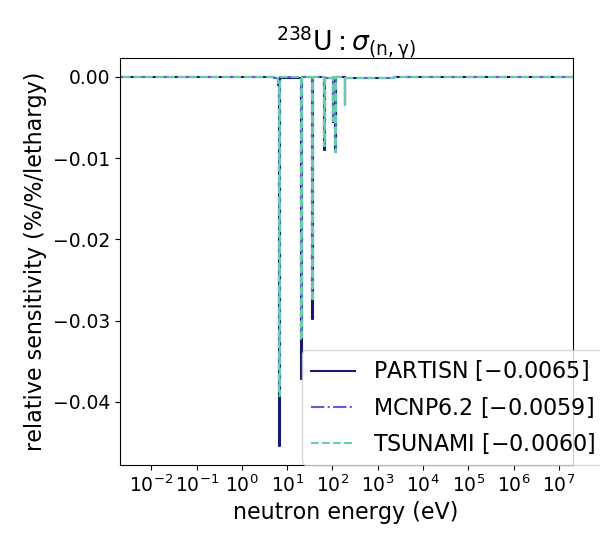 ²³⁸U : σ₍ₙ, ᵧ₎
relative sensitivity (%/%/lethargy)
0.00
−0.01
−0.02
−0.03
−0.04
PARTISN [−0.0065]
MCNP6.2 [−0.0059]
TSUNAMI [−0.0060]
10⁻² 10⁻¹ 10⁰ 10¹ 10² 10³ 10⁴ 10⁵ 10⁶ 10⁷
neutron energy (eV)